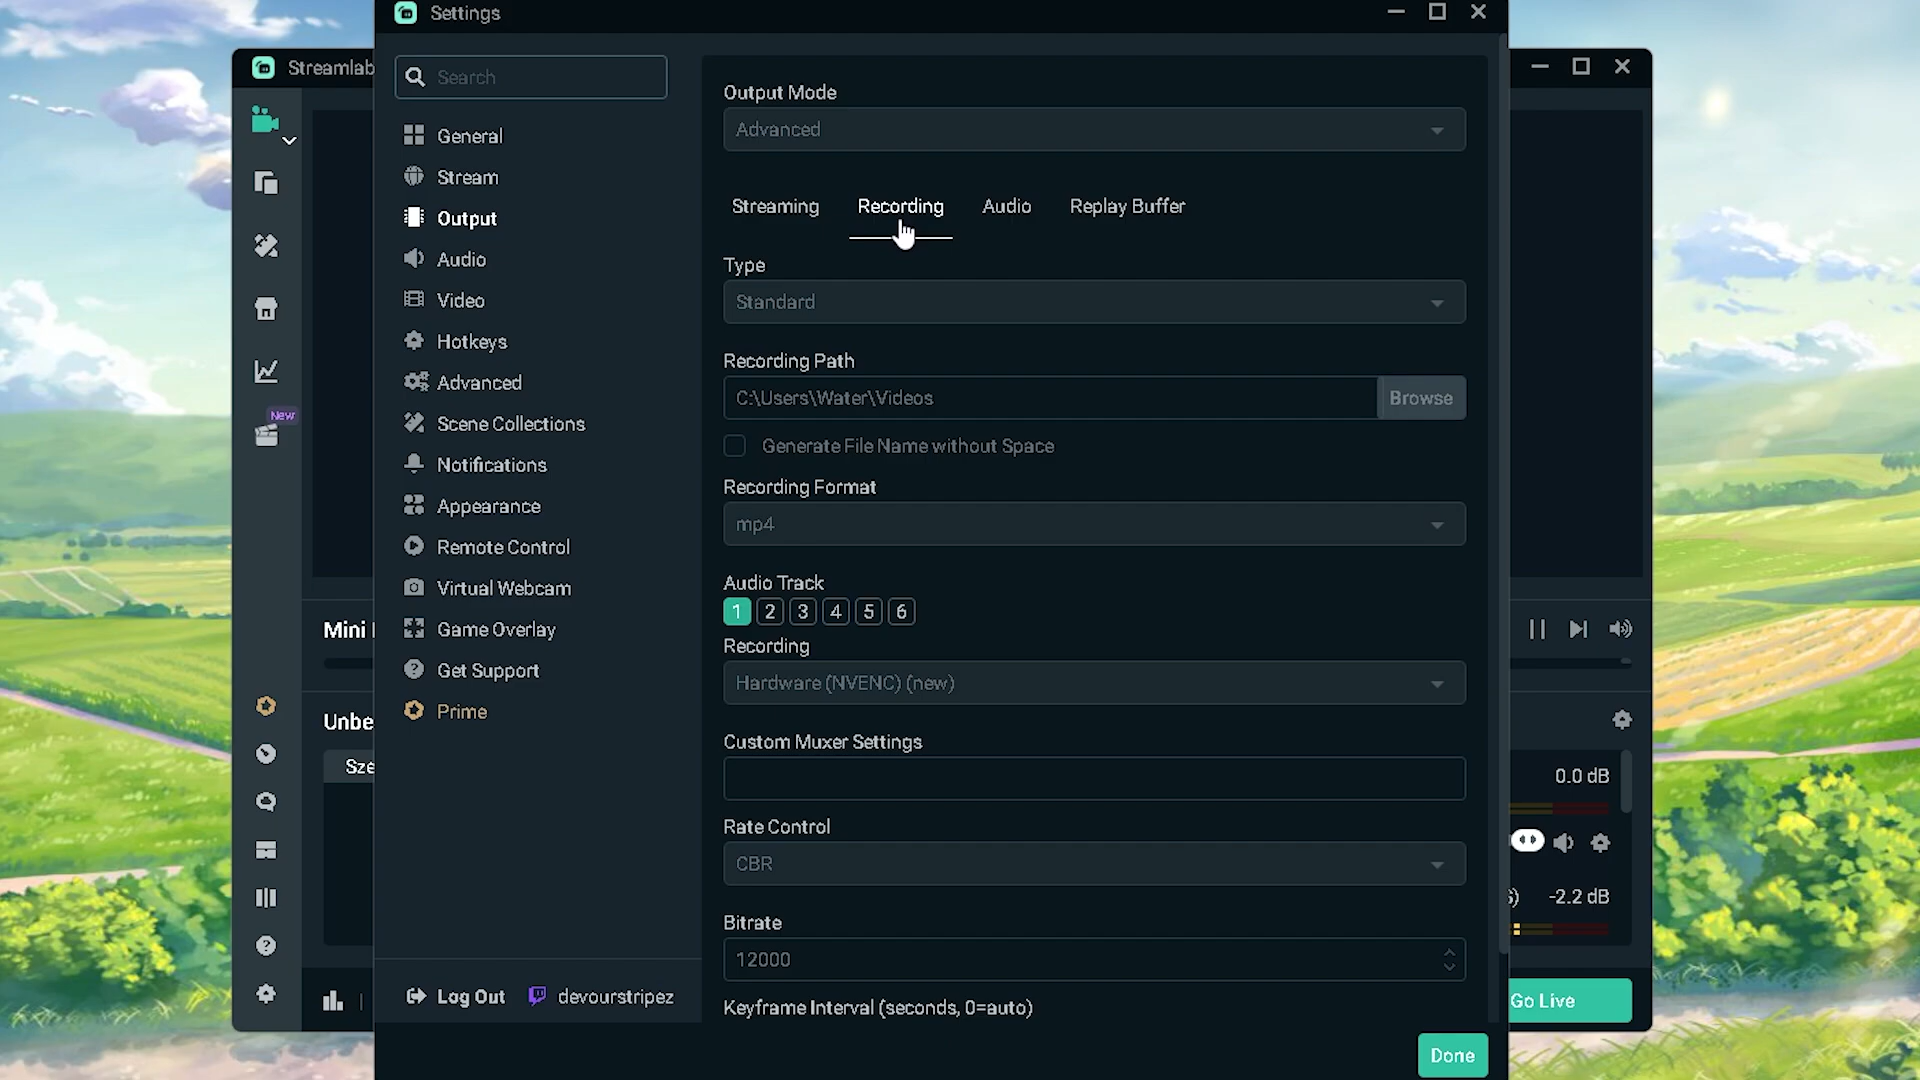 Settings
Streamlab
Search
General
Stream
Output
Audio
Video
Hotkeys
Advanced
Scene Collections
Notifications
Appearance
Remote Control
Virtual Webcam
Game Overlay
Get Support
Prime
Log Out
devourstripez
Output Mode
Advanced
Streaming Recording Audio Replay Buffer
Type
Standard
Recording Path
C:\Users\Water\Videos Browse
Generate File Name without Space
Recording Format
mp4
Audio Track
1 2 3 4 5 6
Recording
Hardware (NVENC) (new)
Custom Muxer Settings
Rate Control
CBR
Bitrate
12000
Keyframe Interval (seconds, 0=auto)
Done
New
Mini
Unbe
Sze
0.0 dB
-2.2 dB
Go Live